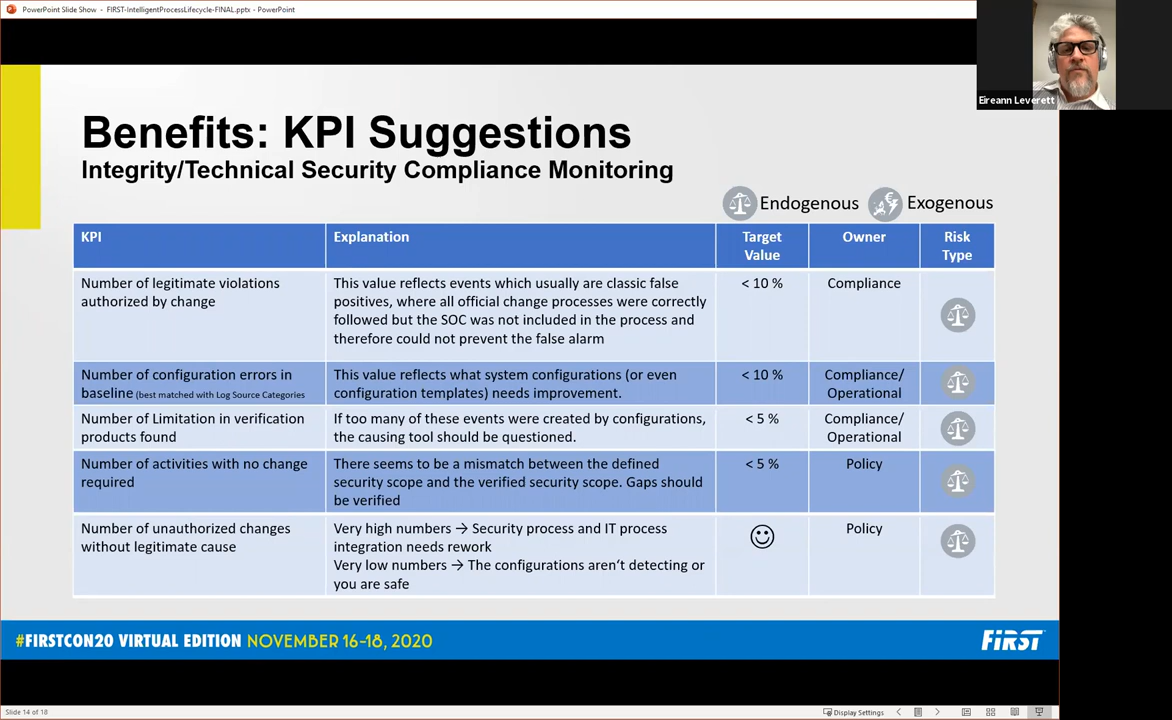 PowerPoint Slide Show - FIRST-IntelligentProcessLifecycle-FINAL.pptx - PowerPoint
Eireann Leverett
Benefits: KPI Suggestions
Integrity/Technical Security Compliance Monitoring
Endogenous
Exogenous
KPI
Explanation
Target
Value
Owner
Risk
Type
Number of legitimate violations
authorized by change
This value reflects events which usually are classic false
positives, where all official change processes were correctly
followed but the SOC was not included in the process and
therefore could not prevent the false alarm
< 10 %
Compliance
Number of configuration errors in
baseline (best matched with Log Source Categories
This value reflects what system configurations (or even
configuration templates) needs improvement.
< 10 %
Compliance/
Operational
Number of Limitation in verification
products found
If too many of these events were created by configurations,
the causing tool should be questioned.
< 5 %
Compliance/
Operational
Number of activities with no change
required
There seems to be a mismatch between the defined
security scope and the verified security scope. Gaps should
be verified
< 5 %
Policy
Number of unauthorized changes
without legitimate cause
Very high numbers → Security process and IT process
integration needs rework
Very low numbers → The configurations aren't detecting or
you are safe
☺
Policy
#FIRSTCON20 VIRTUAL EDITION NOVEMBER 16-18, 2020
FIRST
Slide 14 of 18
Display Settings